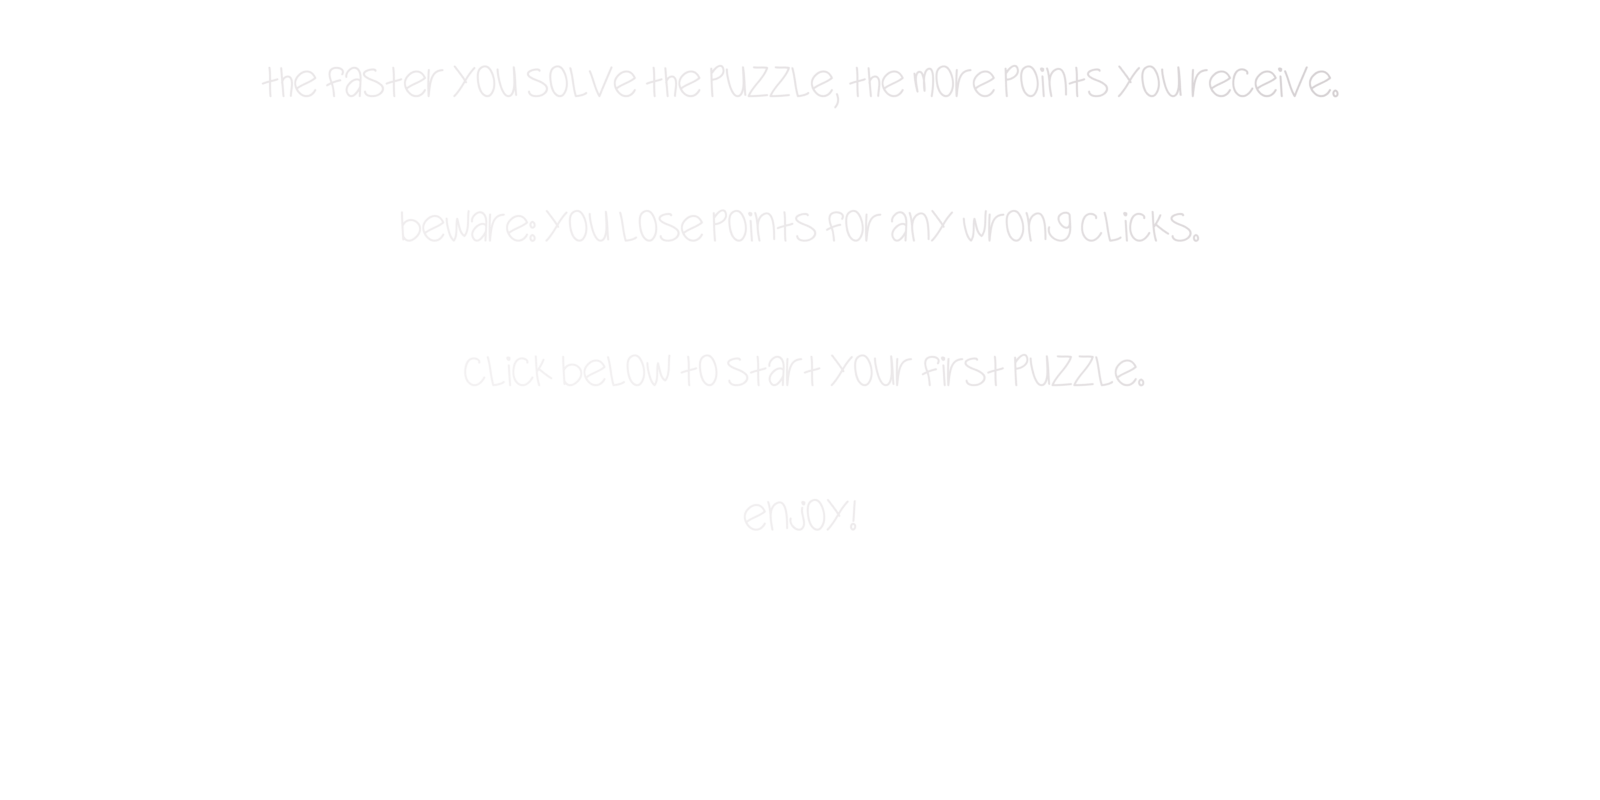 the faster you solve the puzzle, the more points you receive.
beware: you lose points for any wrong clicks.
click below to start your first puzzle.
enjoy!